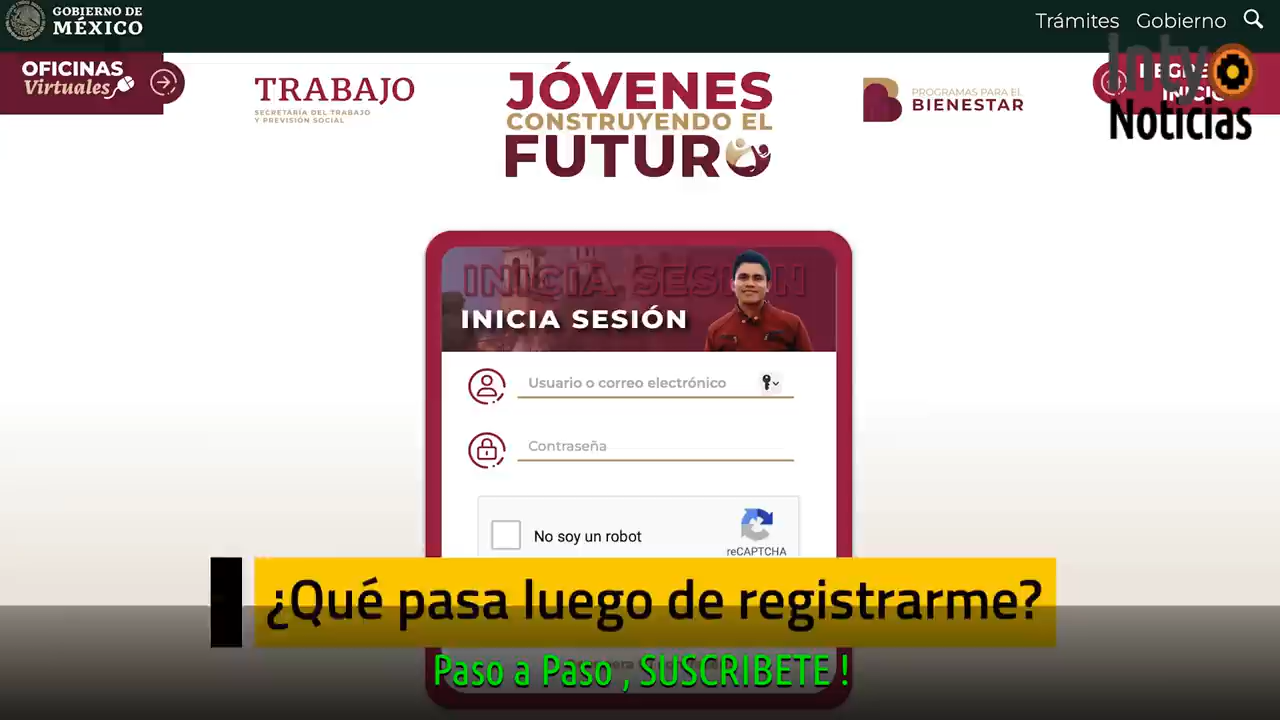 GOBIERNO DE
MÉXICO
Trámites Gobierno
OFICINAS
Virtuales
TRABAJO
SECRETARÍA DEL TRABAJO
Y PREVISIÓN SOCIAL
JÓVENES
CONSTRUYENDO EL
FUTURO
PROGRAMAS PARA EL
BIENESTAR
Inty
Noticias
INICIA SESIÓN
INICIA SESIÓN
Usuario o correo electrónico
Contraseña
No soy un robot
reCAPTCHA
¿Qué pasa luego de registrarme?
Paso a Paso , SUSCRIBETE !